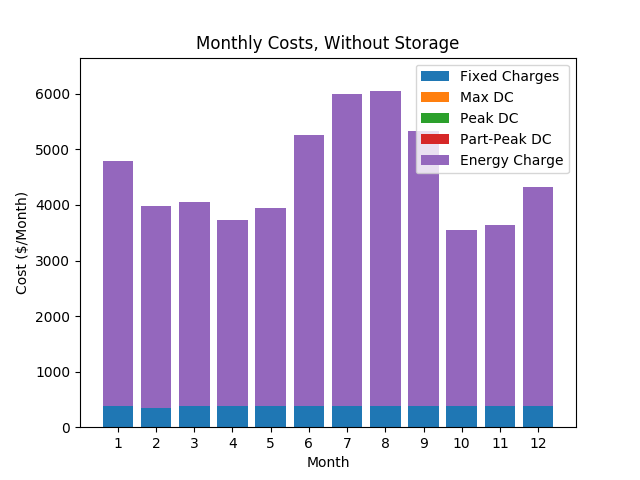 Monthly Costs, Without Storage
Fixed Charges
Max DC
Peak DC
Part-Peak DC
Energy Charge
Cost ($/Month)
6000
5000
4000
3000
2000
1000
0
1 2 3 4 5 6 7 8 9 10 11 12
Month